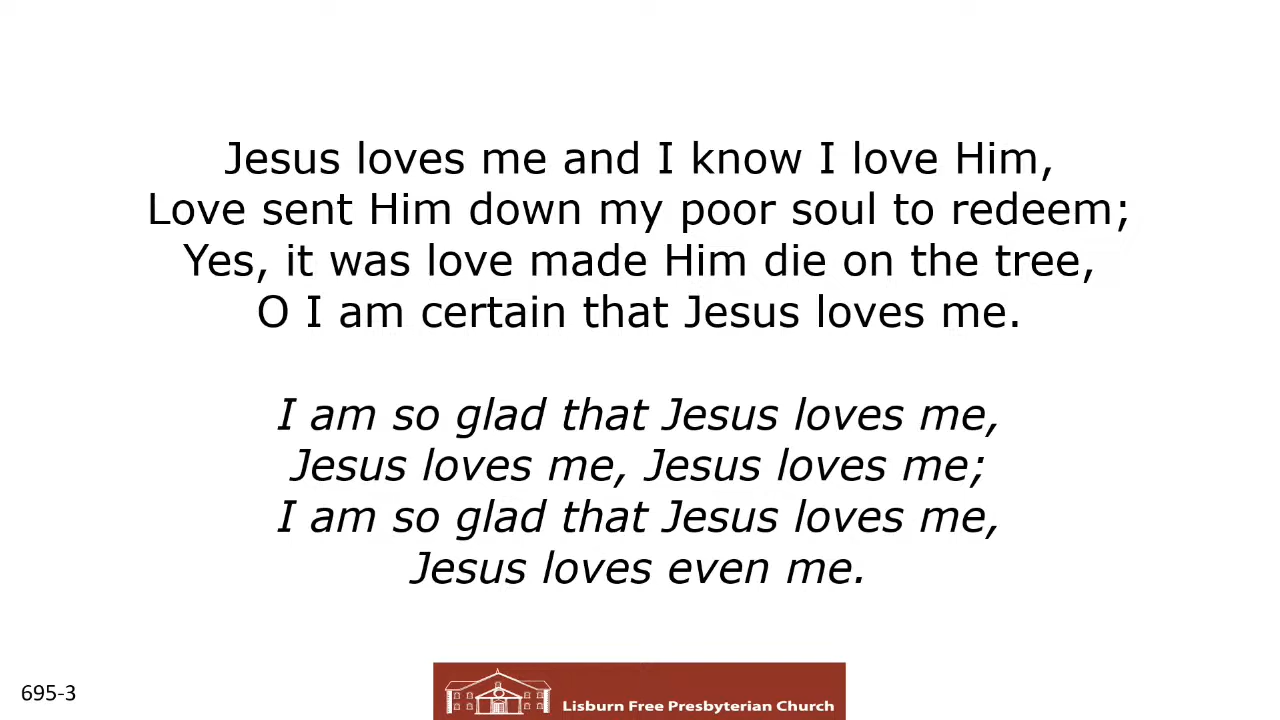 Jesus loves me and I know I love Him,
Love sent Him down my poor soul to redeem;
Yes, it was love made Him die on the tree,
O I am certain that Jesus loves me.
I am so glad that Jesus loves me,
Jesus loves me, Jesus loves me;
I am so glad that Jesus loves me,
Jesus loves even me.
695-3
Lisburn Free Presbyterian Church